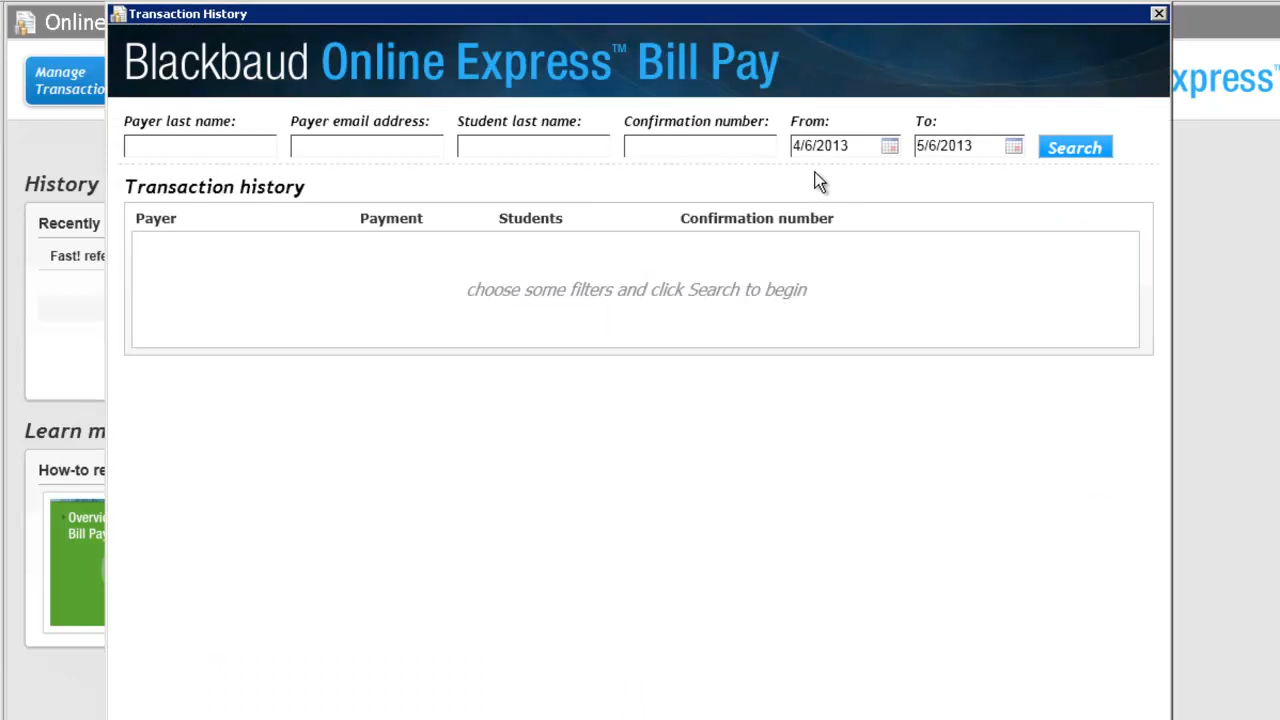 Online
Transaction History
Blackbaud Online Express™ Bill Pay
xpress™
Manage
Transactio
Payer last name: Payer email address: Student last name: Confirmation number: From: To:
4/6/2013 5/6/2013 Search
History
Transaction history
Recently
Payer Payment Students Confirmation number
Fast! refe
choose some filters and click Search to begin
Learn m
How-to re
Overvie
Bill Pay